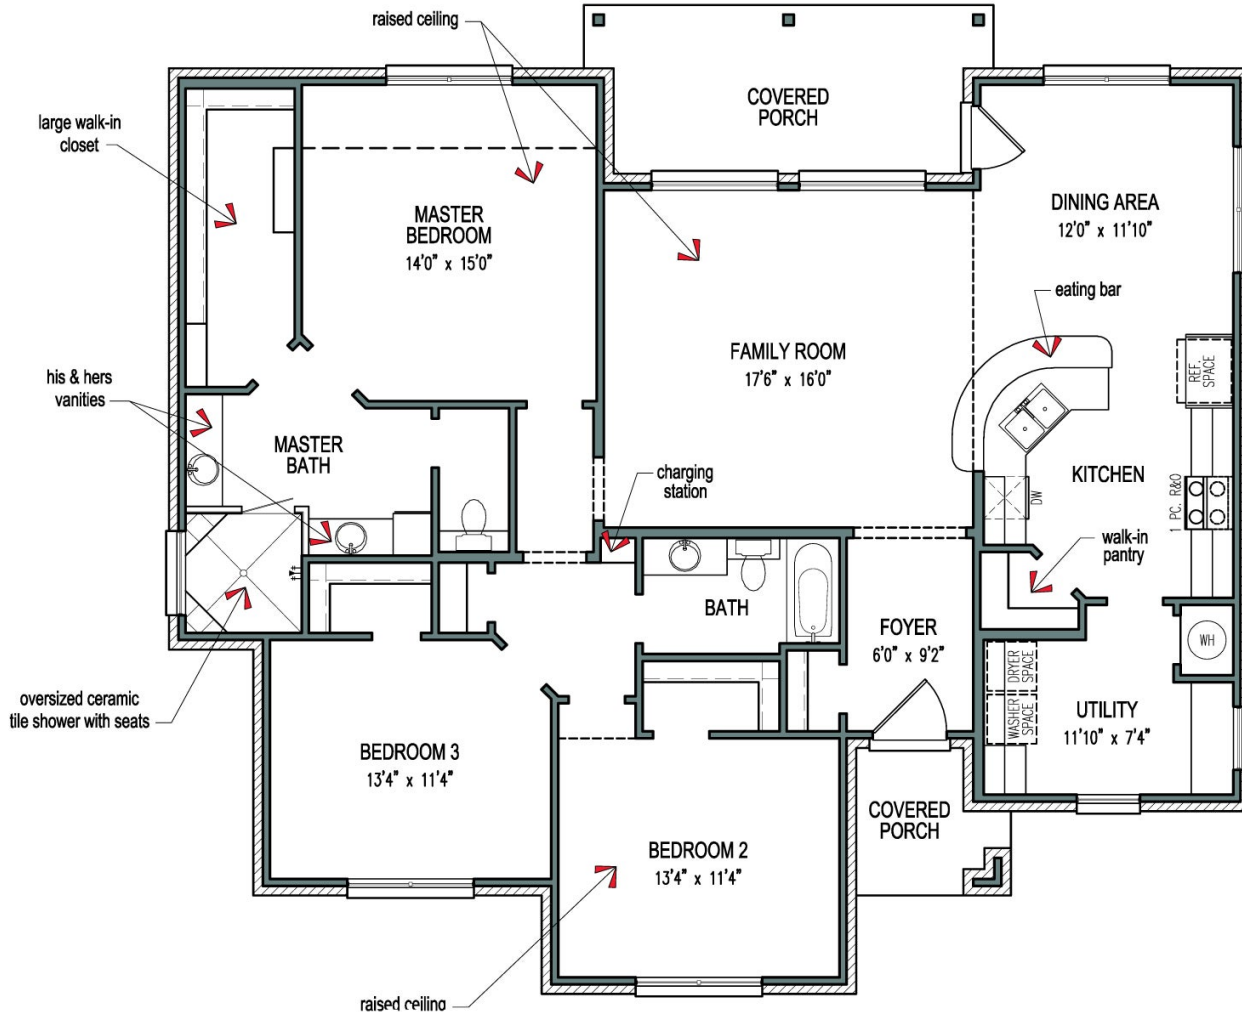 raised ceiling
COVERED
PORCH
large walk-in
closet
MASTER
BEDROOM
14'0" x 15'0"
DINING AREA
12'0" x 11'10"
eating bar
FAMILY ROOM
17'6" x 16'0"
REF.
SPACE
his & hers
vanities
MASTER
BATH
charging
station
KITCHEN
DW
1 PC. R&O
walk-in
pantry
BATH
FOYER
6'0" x 9'2"
WH
DRYER
SPACE
WASHER
SPACE
UTILITY
11'10" x 7'4"
oversized ceramic
tile shower with seats
BEDROOM 3
13'4" x 11'4"
COVERED
PORCH
BEDROOM 2
13'4" x 11'4"
raised ceiling